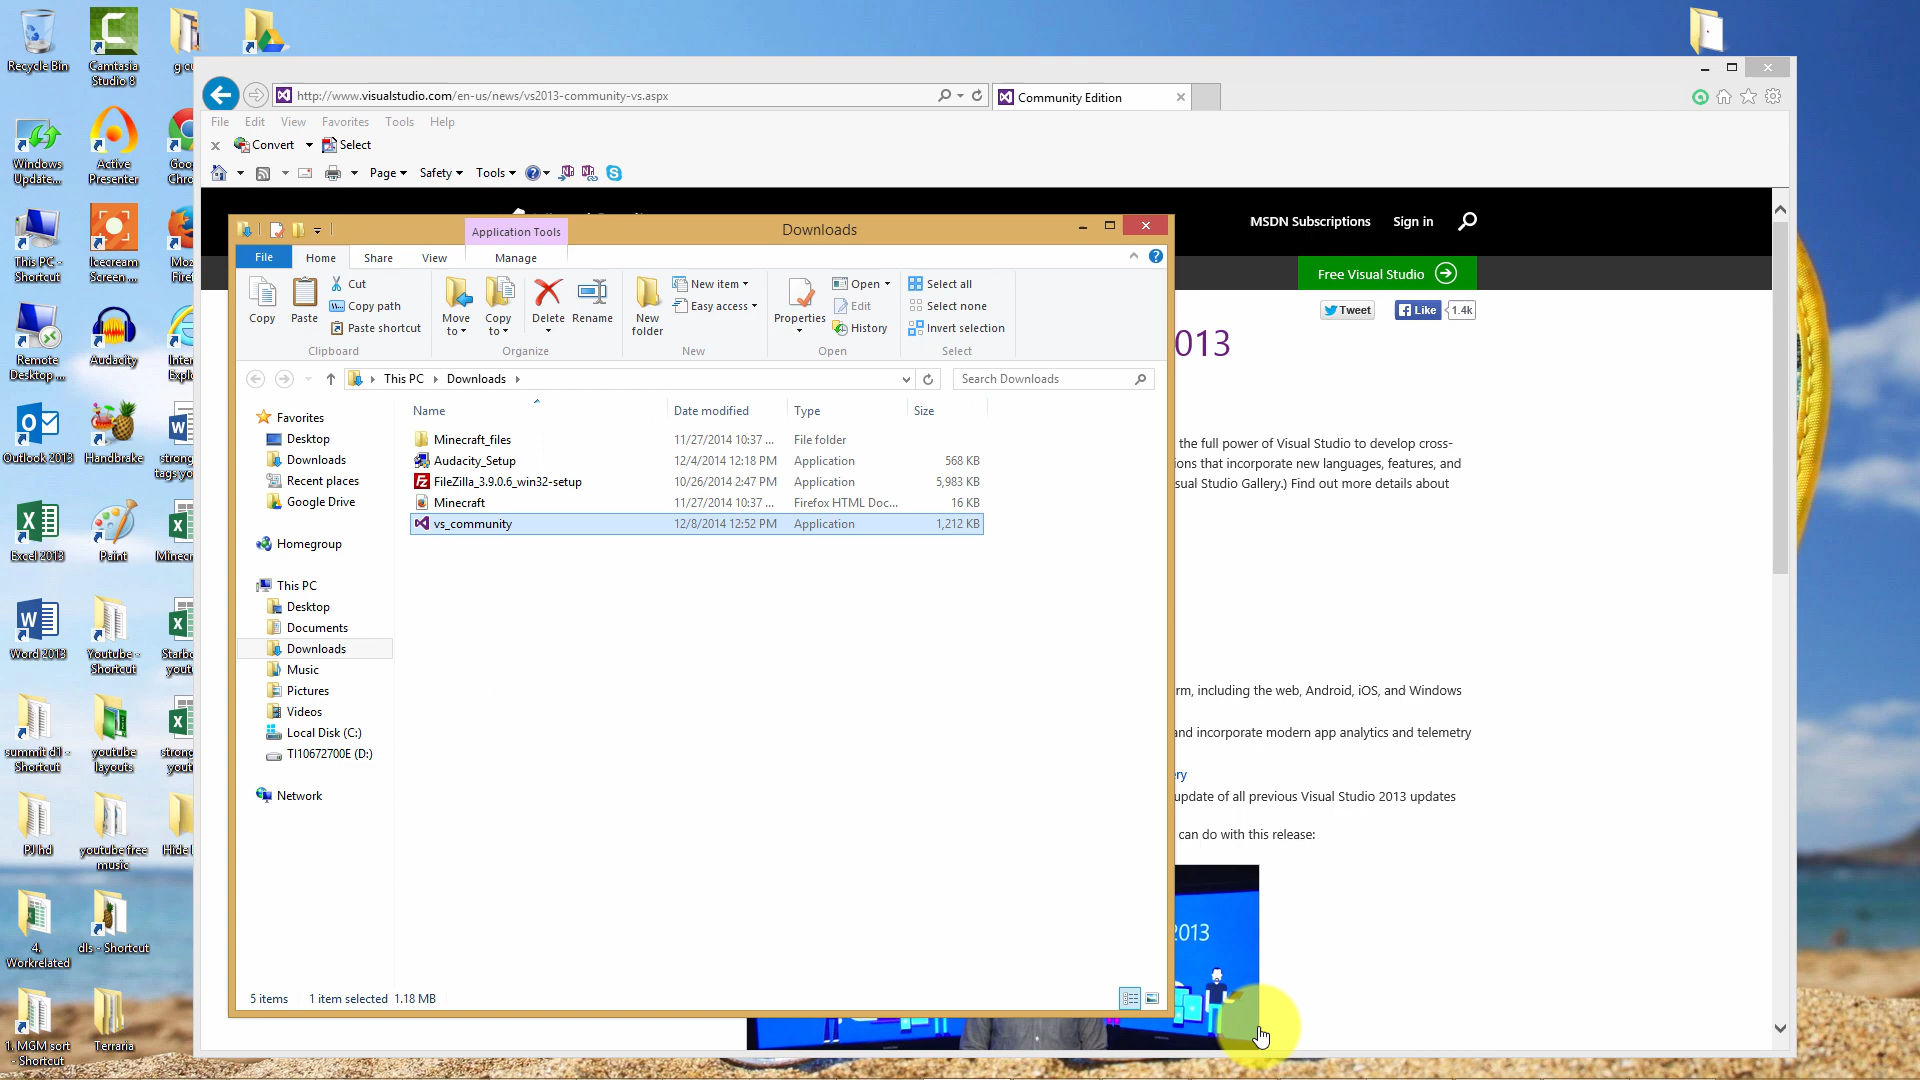 Recycle Bin
Camtasia Studio 8
http://www.visualstudio.com/en-us/news/vs2013-community-vs.aspx
Community Edition
File Edit View Favorites Tools Help
Convert Select
Page Safety Tools
MSDN Subscriptions Sign in
Free Visual Studio
Tweet
Like 1.4k
013
the full power of Visual Studio to develop cross-
ions that incorporate new languages, features, and
sual Studio Gallery.) Find out more details about
rm, including the web, Android, iOS, and Windows
and incorporate modern app analytics and telemetry
ry
update of all previous Visual Studio 2013 updates
can do with this release:
2013
Application Tools
Downloads
File Home Share View Manage
Copy
Paste
Cut
Copy path
Paste shortcut
Clipboard
Move to
Copy to
Delete
Rename
Organize
New folder
New item
Easy access
New
Properties
Open
Edit
History
Open
Select all
Select none
Invert selection
Select
This PC Downloads
Search Downloads
Name Date modified Type Size
Minecraft_files 11/27/2014 10:37 ... File folder
Audacity_Setup 12/4/2014 12:18 PM Application 568 KB
FileZilla_3.9.0.6_win32-setup 10/26/2014 2:47 PM Application 5,983 KB
Minecraft 11/27/2014 10:37 ... Firefox HTML Doc... 16 KB
vs_community 12/8/2014 12:52 PM Application 1,212 KB
Favorites
Desktop
Downloads
Recent places
Google Drive
Homegroup
This PC
Desktop
Documents
Downloads
Music
Pictures
Videos
Local Disk (C:)
TI10672700E (D:)
Network
5 items 1 item selected 1.18 MB
Windows Update...
Active Presenter
This PC - Shortcut
Icecream Screen ...
Remote Desktop ...
Audacity
Outlook 2013
Handbrake
Excel 2013
Paint
Word 2013
Youtube - Shortcut
summit d1 - Shortcut
youtube layouts
PJ hd
youtube free music
4. Workrelated
dls - Shortcut
1. MGM sort - Shortcut
Terraria